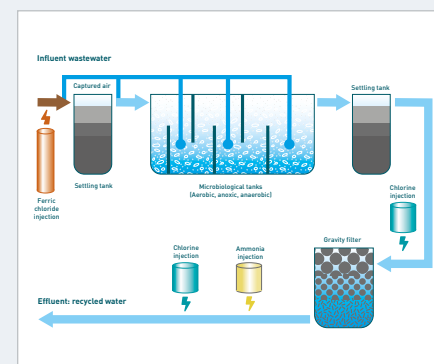 Influent wastewater
Captured air
Settling tank
Settling tank
Microbiological tanks
(Aerobic, anoxic, anaerobic)
Ferric
chloride
injection
Chlorine
injection
Gravity filter
Chlorine
injection
Ammonia
injection
Effluent: recycled water